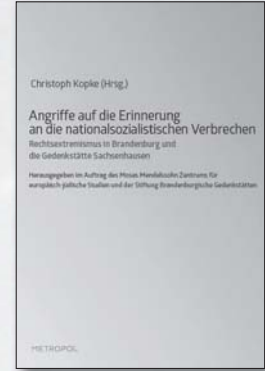 Christoph Kopke (Hrsg.)
Angriffe auf die Erinnerung
an die nationalsozialistischen Verbrechen
Rechtsextremismus in Brandenburg und
die Gedenkstätte Sachsenhausen
Herausgegeben im Auftrag des Moses Mendelssohn Zentrums für
europäisch-jüdische Studien und der Stiftung Brandenburgische Gedenkstätten
METROPOL